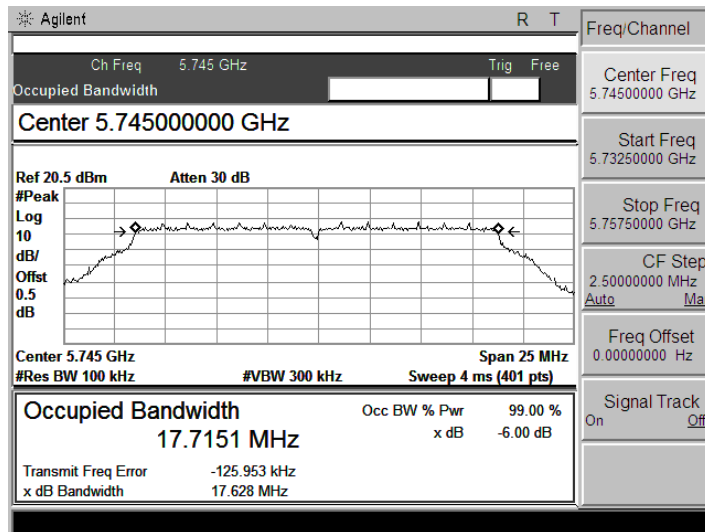 Agilent R T
Ch Freq 5.745 GHz Trig Free
Occupied Bandwidth
Center 5.745000000 GHz
Ref 20.5 dBm Atten 30 dB
#Peak
Log
10
dB/
Offst
0.5
dB
Center 5.745 GHz Span 25 MHz
#Res BW 100 kHz #VBW 300 kHz Sweep 4 ms (401 pts)
Occupied Bandwidth Occ BW % Pwr 99.00 %
17.7151 MHz x dB -6.00 dB
Transmit Freq Error -125.953 kHz
x dB Bandwidth 17.628 MHz
Freq/Channel
Center Freq
5.74500000 GHz
Start Freq
5.73250000 GHz
Stop Freq
5.75750000 GHz
CF Step
2.50000000 MHz
Auto Ma
Freq Offset
0.00000000 Hz
Signal Track
On Off